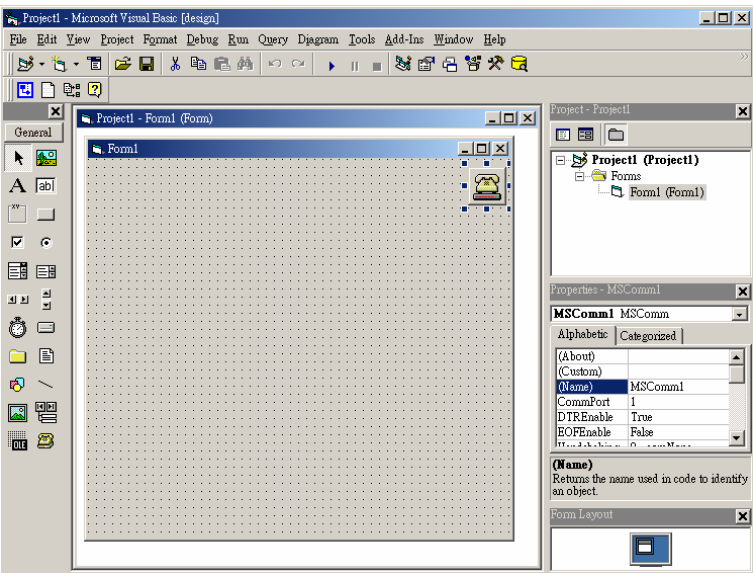 Project1 - Microsoft Visual Basic [design]
File Edit View Project Format Debug Run Query Diagram Tools Add-Ins Window Help
General
A
ab
XY
OLE
Project1 - Form1 (Form)
Form1
Project - Project1
Project1 (Project1)
Forms
Form1 (Form1)
Properties - MSComm1
MSComm1 MSComm
Alphabetic Categorized
(About)
(Custom)
(Name) MSComm1
CommPort 1
DTREnable True
EOFEnable False
(Name)
Returns the name used in code to identify
an object.
Form Layout